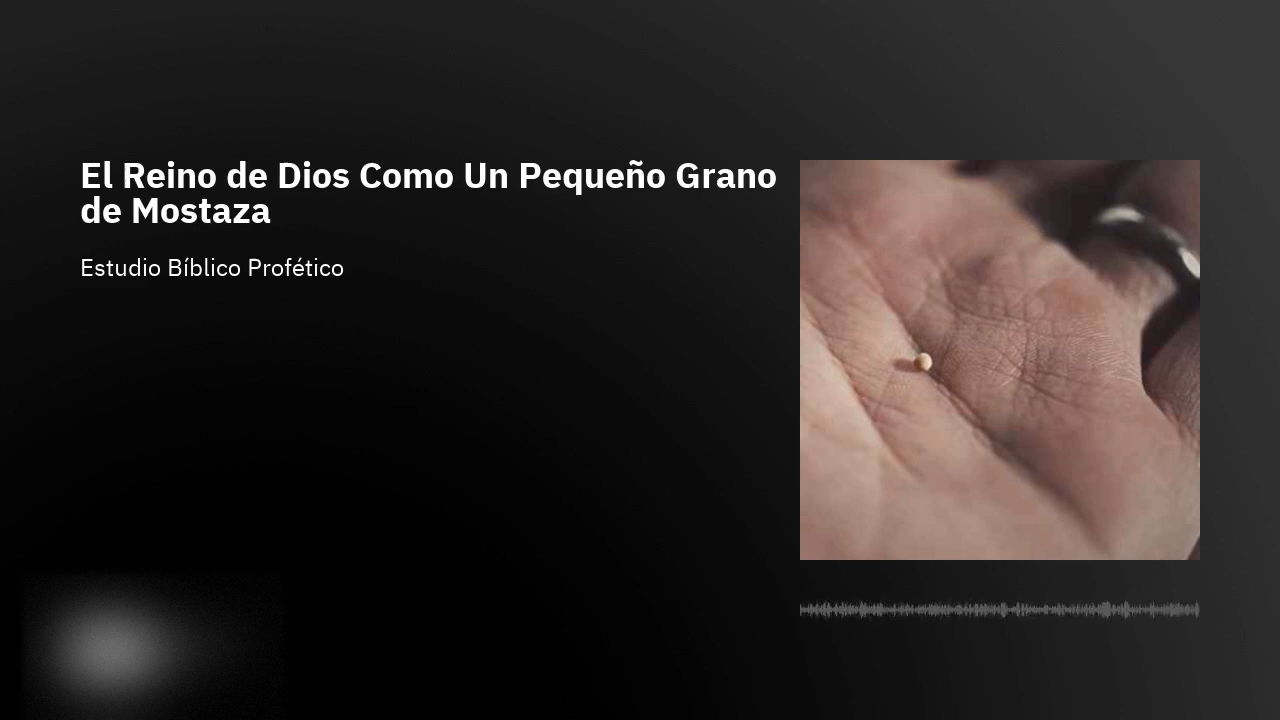 El Reino de Dios Como Un Pequeño Grano
de Mostaza
Estudio Bíblico Profético